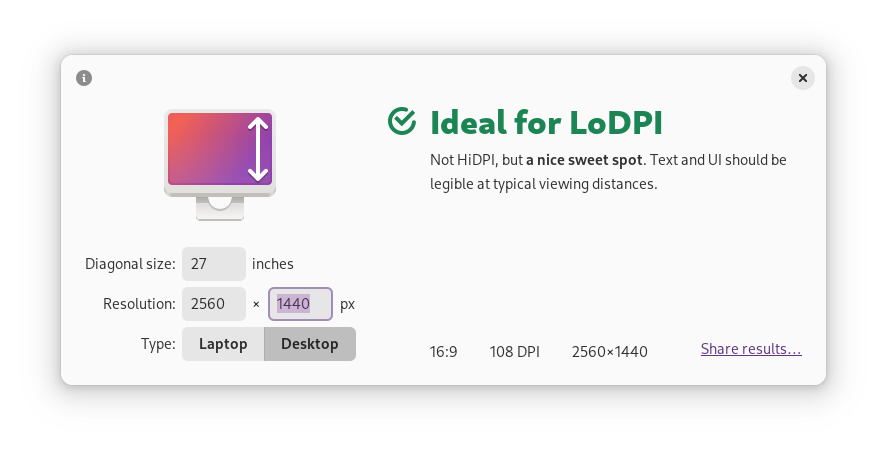 Ideal for LoDPI
Not HiDPI, but a nice sweet spot. Text and UI should be
legible at typical viewing distances.
Diagonal size: 27 inches
Resolution: 2560 × 1440 px
Type: Laptop Desktop
16:9 108 DPI 2560×1440 Share results…